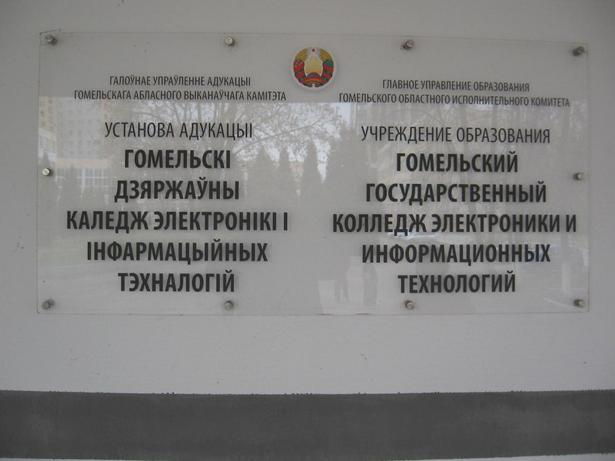 ГАЛОЎНАЕ УПРАЎЛЕННЕ АДУКАЦЫІ
ГОМЕЛЬСКАГА АБЛАСНОГА ВЫКАНАЎЧАГА КАМІТЭТА
УСТАНОВА АДУКАЦЫІ
ГОМЕЛЬСКІ
ДЗЯРЖАЎНЫ
КАЛЕДЖ ЭЛЕКТРОНІКІ І
ІНФАРМАЦЫЙНЫХ
ТЭХНАЛОГІЙ
ГЛАВНОЕ УПРАВЛЕНИЕ ОБРАЗОВАНИЯ
ГОМЕЛЬСКОГО ОБЛАСТНОГО ИСПОЛНИТЕЛЬНОГО КОМИТЕТА
УЧРЕЖДЕНИЕ ОБРАЗОВАНИЯ
ГОМЕЛЬСКИЙ
ГОСУДАРСТВЕННЫЙ
КОЛЛЕДЖ ЭЛЕКТРОНИКИ И
ИНФОРМАЦИОННЫХ
ТЕХНОЛОГИЙ